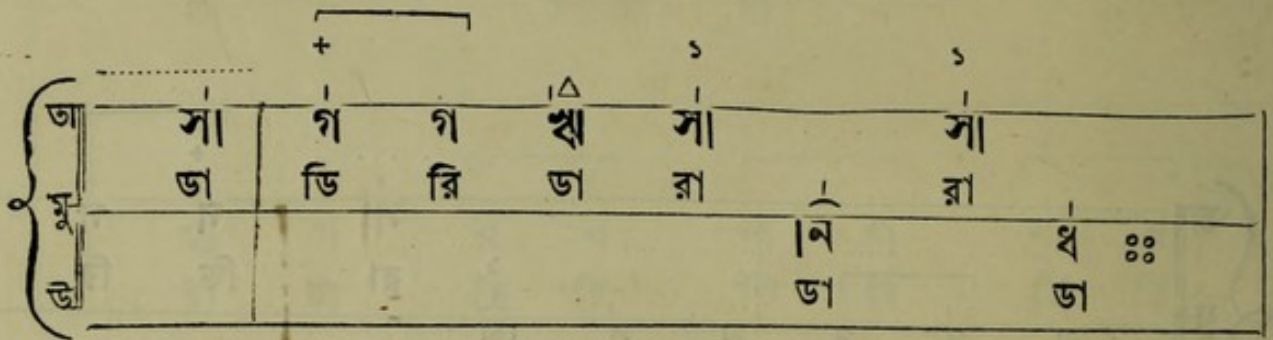 + ১ ১
সা গ গ ঋা সা সা
ডা ডি রি ডা রা রা
নি ধ
ডা ডা